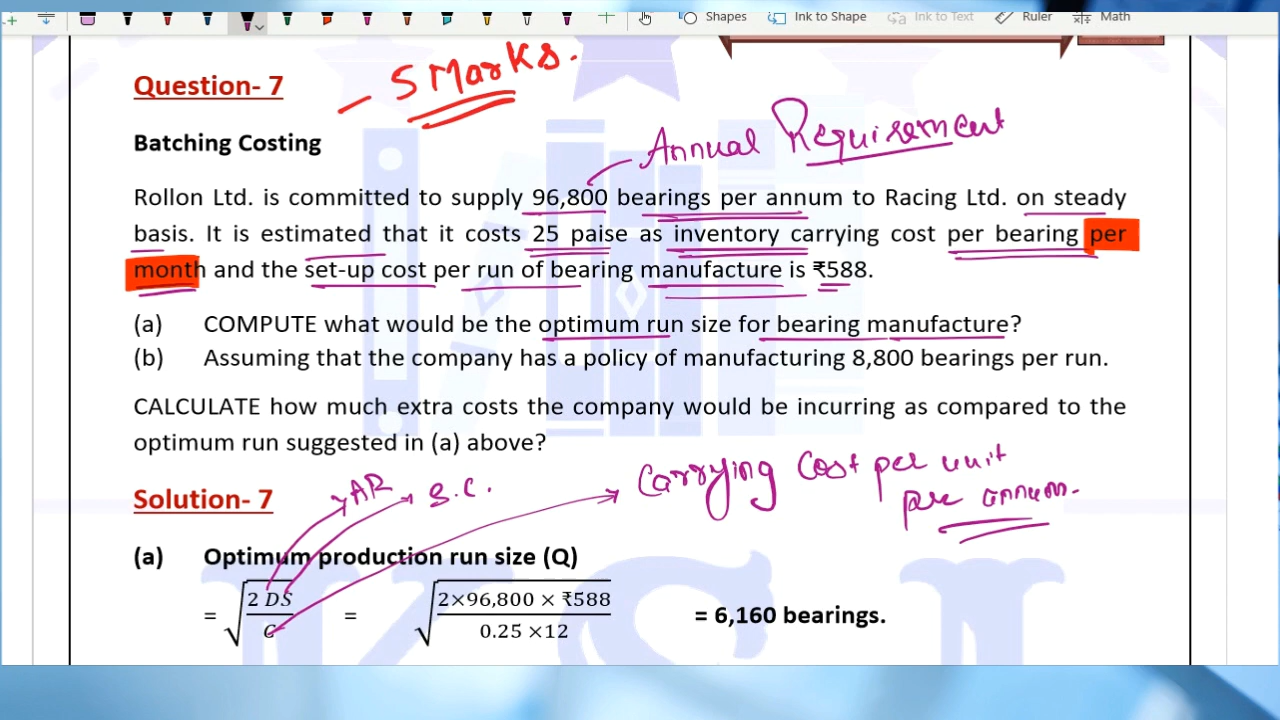 Shapes Ink to Shape Ink to Text Ruler Math
Question- 7
- 5 Marks.
Batching Costing
Annual Requirement
Rollon Ltd. is committed to supply 96,800 bearings per annum to Racing Ltd. on steady
basis. It is estimated that it costs 25 paise as inventory carrying cost per bearing per
month and the set-up cost per run of bearing manufacture is ₹588.
(a) COMPUTE what would be the optimum run size for bearing manufacture?
(b) Assuming that the company has a policy of manufacturing 8,800 bearings per run.
CALCULATE how much extra costs the company would be incurring as compared to the
optimum run suggested in (a) above?
Carrying Cost per unit
per annum.
Solution- 7
AR
S.C.
(a) Optimum production run size (Q)
= √(2 DS / C) = √(2×96,800 × ₹588 / 0.25 ×12) = 6,160 bearings.